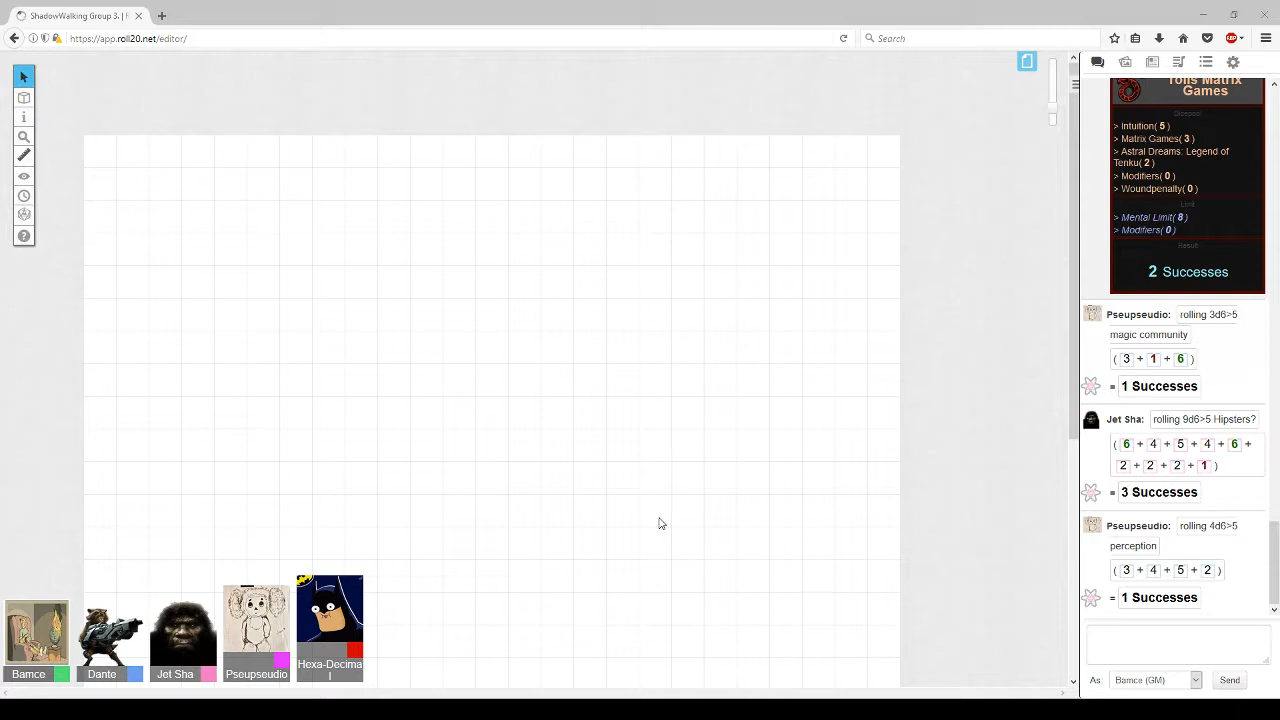 ShadowWalking Group 3. | F
https://app.roll20.net/editor/
Search
rolls Matrix
Games
Dicepool
> Intuition( 5 )
> Matrix Games( 3 )
> Astral Dreams: Legend of
Tenku( 2 )
> Modifiers( 0 )
> Woundpenalty( 0 )
Limit
> Mental Limit( 8 )
> Modifiers( 0 )
Result
2 Successes
Pseupseudio: rolling 3d6>5
magic community
( 3 + 1 + 6 )
= 1 Successes
Jet Sha: rolling 9d6>5 Hipsters?
( 6 + 4 + 5 + 4 + 6 +
2 + 2 + 2 + 1 )
= 3 Successes
Pseupseudio: rolling 4d6>5
perception
( 3 + 4 + 5 + 2 )
= 1 Successes
As: Bamce (GM) Send
Bamce
Dante
Jet Sha
Pseupseudio
Hexa-Decima
l